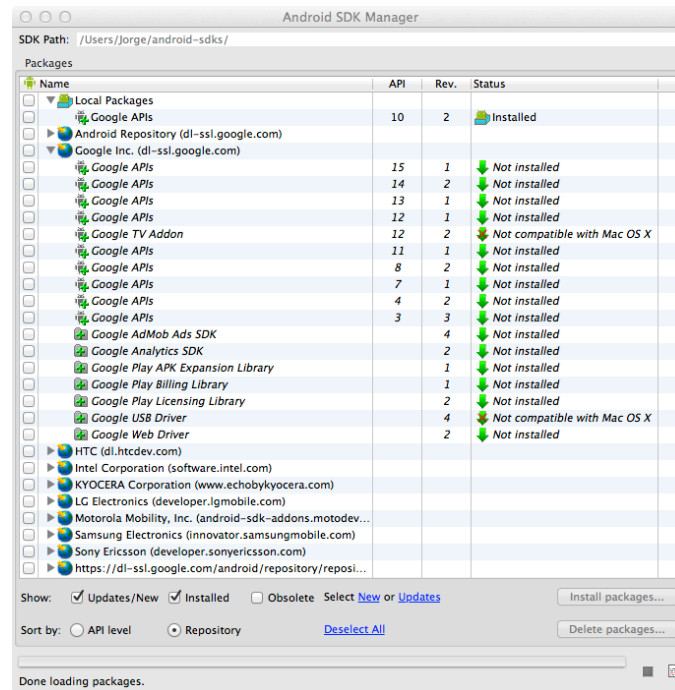 Android SDK Manager
SDK Path: /Users/Jorge/android-sdks/
Packages
Name API Rev. Status
Local Packages
Google APIs 10 2 Installed
Android Repository (dl-ssl.google.com)
Google Inc. (dl-ssl.google.com)
Google APIs 15 1 Not installed
Google APIs 14 2 Not installed
Google APIs 13 1 Not installed
Google APIs 12 1 Not installed
Google TV Addon 12 2 Not compatible with Mac OS X
Google APIs 11 1 Not installed
Google APIs 8 2 Not installed
Google APIs 7 1 Not installed
Google APIs 4 2 Not installed
Google APIs 3 3 Not installed
Google AdMob Ads SDK 4 Not installed
Google Analytics SDK 2 Not installed
Google Play APK Expansion Library 1 Not installed
Google Play Billing Library 1 Not installed
Google Play Licensing Library 2 Not installed
Google USB Driver 4 Not compatible with Mac OS X
Google Web Driver 2 Not installed
HTC (dl.htcdev.com)
Intel Corporation (software.intel.com)
KYOCERA Corporation (www.echobykyocera.com)
LG Electronics (developer.lgmobile.com)
Motorola Mobility, Inc. (android-sdk-addons.motodev...
Samsung Electronics (innovator.samsungmobile.com)
Sony Ericsson (developer.sonyericsson.com)
https://dl-ssl.google.com/android/repository/reposi...
Show: Updates/New Installed Obsolete Select New or Updates Install packages...
Sort by: API level Repository Deselect All Delete packages...
Done loading packages.